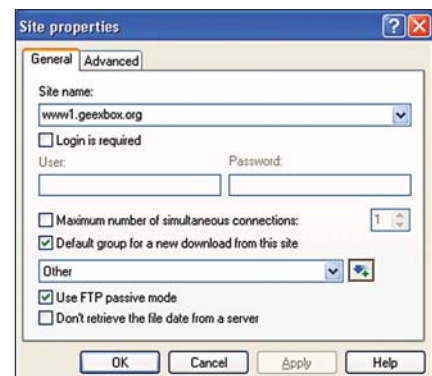 Site properties
General Advanced
Site name:
www1.geexbox.org
Login is required
User: Password:
Maximum number of simultaneous connections: 1
Default group for a new download from this site
Other
Use FTP passive mode
Don't retrieve the file date from a server
OK Cancel Apply Help